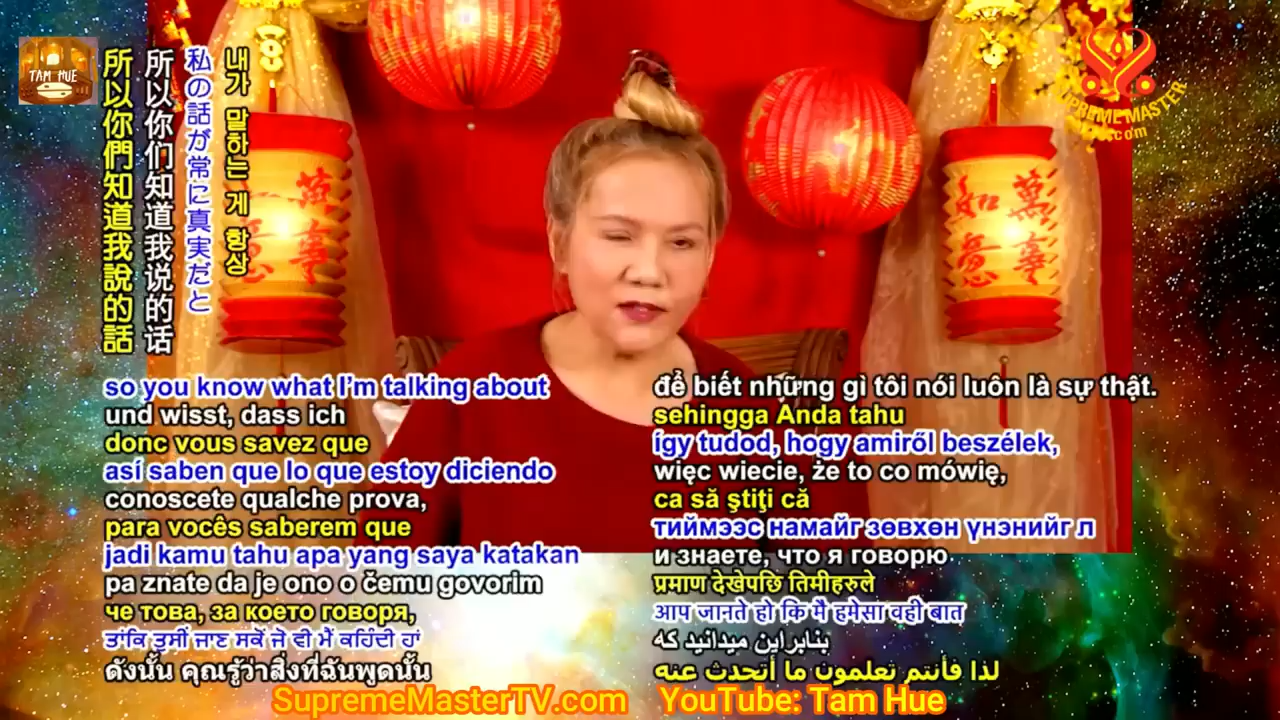 TAM HUE
所以你們知道我說的話
所以你们知道我说的话
私の話が常に真実だと
내가 말하는 게 항상
SUPREME MASTER
萬事
如意
so you know what I'm talking about
und wisst, dass ich
donc vous savez que
así saben que lo que estoy diciendo
conoscete qualche prova,
para vocês saberem que
jadi kamu tahu apa yang saya katakan
pa znate da je ono o čemu govorim
че това, за което говоря,
ਤਾਂਕਿ ਤੁਸੀਂ ਜਾਣ ਸਕੋਂ ਜੋ ਵੀ ਮੈਂ ਕਹਿੰਦੀ ਹਾਂ
ดังนั้น คุณรู้ว่าสิ่งที่ฉันพูดนั้น
để biết những gì tôi nói luôn là sự thật.
sehingga Anda tahu
így tudod, hogy amiről beszélek,
więc wiecie, że to co mówię,
ca să ştiţi că
тиймээс намайг зөвхөн үнэнийг л
и знаете, что я говорю
प्रमाण देखेपछि तिमीहरुले
आप जानते हो कि मै हमेसा वही बात
بنابراین میدانید که
لذا فأنتم تعلمون ما أتحدث عنه
SupremeMasterTV.com YouTube: Tam Hue